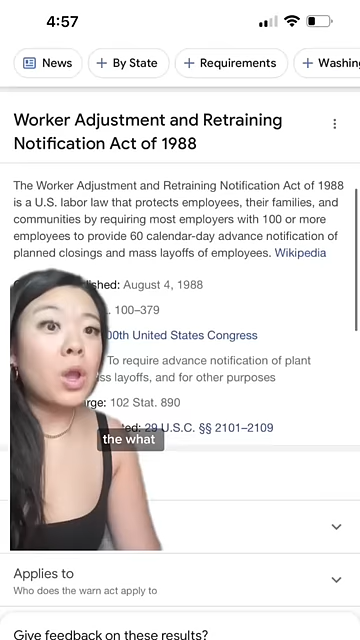 4:57
News
+ By State
+ Requirements
+ Washin
Worker Adjustment and Retraining
Notification Act of 1988
The Worker Adjustment and Retraining Notification Act of 1988
is a U.S. labor law that protects employees, their families, and
communities by requiring most employers with 100 or more
employees to provide 60 calendar-day advance notification of
planned closings and mass layoffs of employees. Wikipedia
shed: August 4, 1988
. 100–379
00th United States Congress
To require advance notification of plant
ss layoffs, and for other purposes
rge: 102 Stat. 890
ed: 29 U.S.C. §§ 2101–2109
the what
Applies to
Who does the warn act apply to
Give feedback on these results?